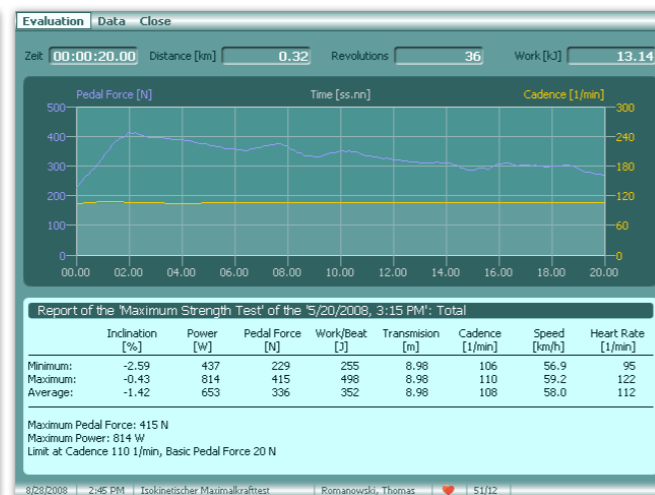 Evaluation Data Close
Zeit 00:00:20.00 Distance [km] 0.32 Revolutions 36 Work [kJ] 13.14
Pedal Force [N] Time [ss.nn] Cadence [1/min]
500 300
400 240
300 180
200 120
100 60
0 0
00.00 02.00 04.00 06.00 08.00 10.00 12.00 14.00 16.00 18.00 20.00
Report of the 'Maximum Strength Test' of the '5/20/2008, 3:15 PM': Total
Inclination Power Pedal Force Work/Beat Transmision Cadence Speed Heart Rate
[%] [W] [N] [J] [m] [1/min] [km/h] [1/min]
Minimum: -2.59 437 229 255 8.98 106 56.9 95
Maximum: -0.43 814 415 498 8.98 110 59.2 122
Average: -1.42 653 336 352 8.98 108 58.0 112
Maximum Pedal Force: 415 N
Maximum Power: 814 W
Limit at Cadence 110 1/min, Basic Pedal Force 20 N
8/28/2008 2:45 PM Isokinetischer Maximalkrafttest Romanowski, Thomas 51/12